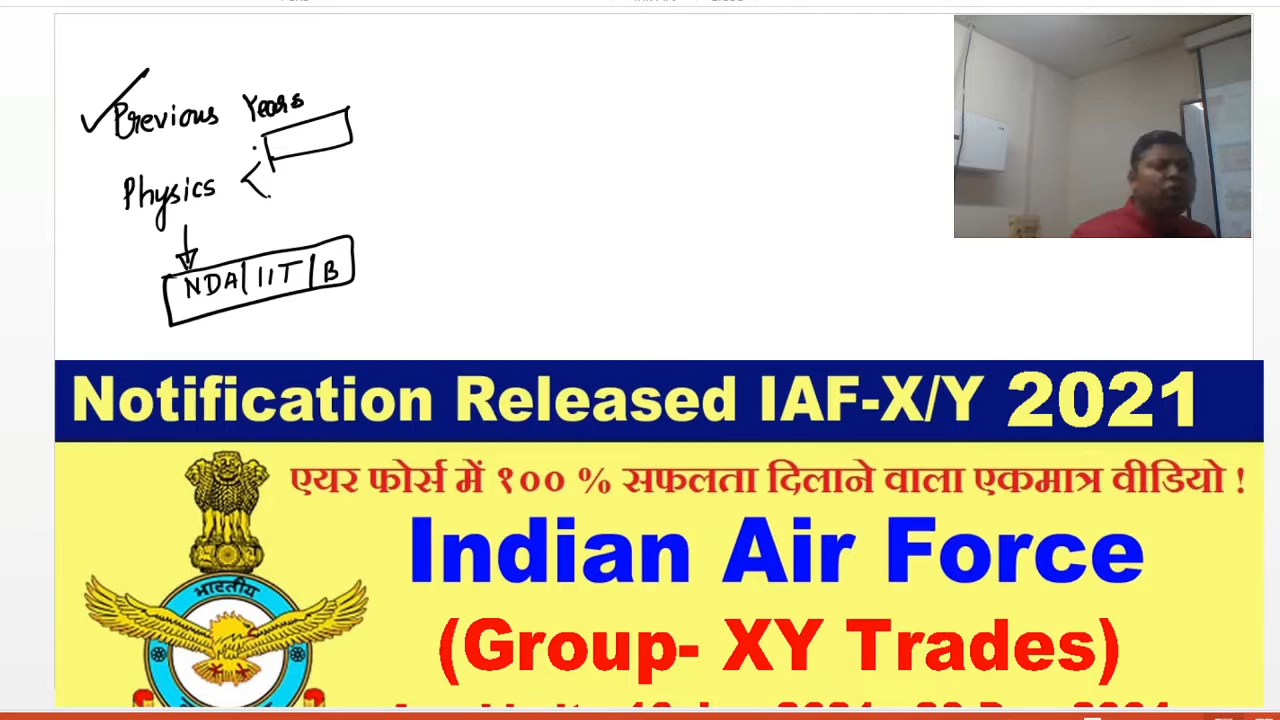 Previous Years
Physics
NDA | IIT | B
Notification Released IAF-X/Y 2021
एयर फोर्स में १०० % सफलता दिलाने वाला एकमात्र वीडियो !
Indian Air Force
(Group- XY Trades)
भारतीय